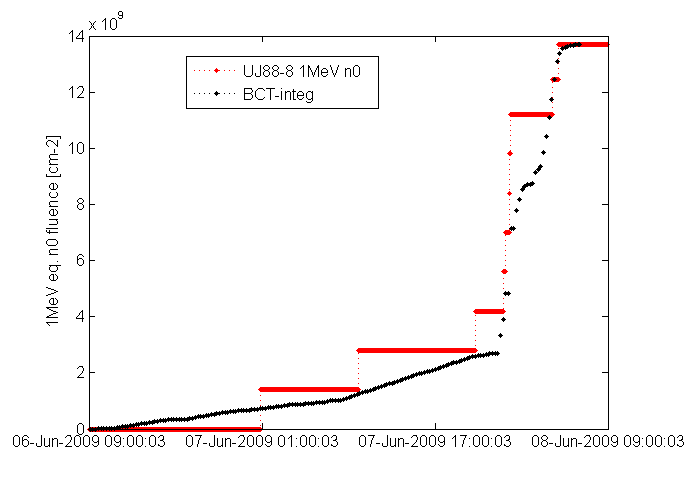 x 10^9
14
12
10
8
6
4
2
0
1MeV eq. n0 fluence [cm-2]
UJ88-8 1MeV n0
BCT-integ
06-Jun-2009 09:00:03
07-Jun-2009 01:00:03
07-Jun-2009 17:00:03
08-Jun-2009 09:00:03